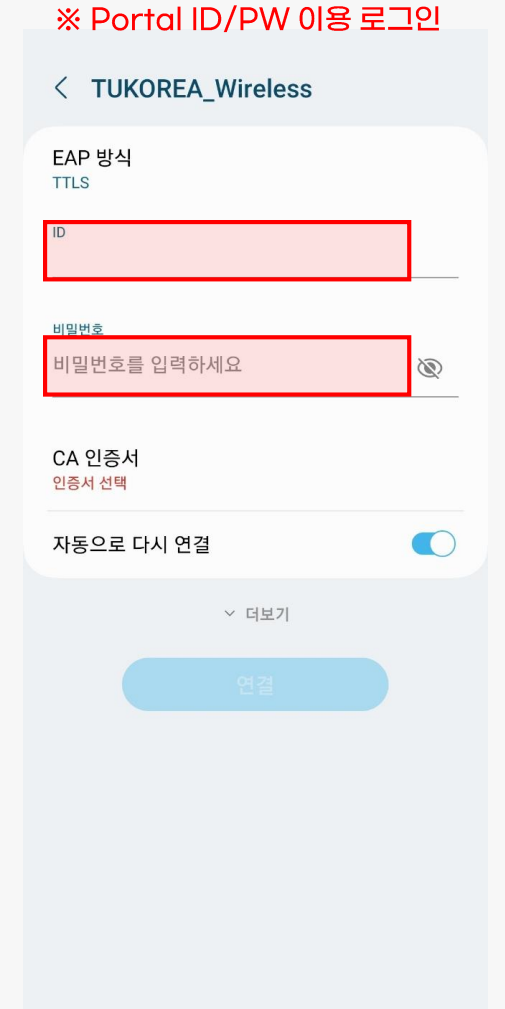 ※ Portal ID/PW 이용 로그인
TUKOREA_Wireless
EAP 방식
TTLS
ID
비밀번호
비밀번호를 입력하세요
CA 인증서
인증서 선택
자동으로 다시 연결
더보기
연결